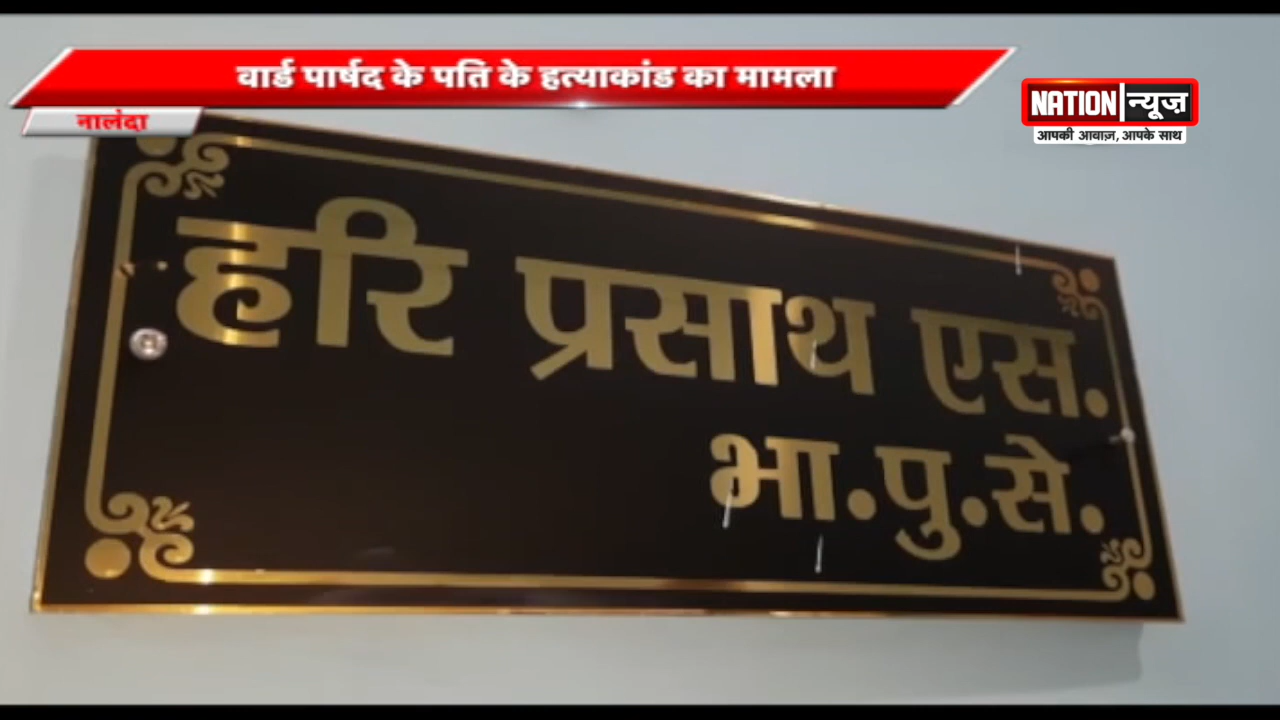 वार्ड पार्षद के पति के हत्याकांड का मामला
नालंदा
NATION न्यूज़
आपकी आवाज़, आपके साथ
हरि प्रसाथ एस.
भा.पु.से.